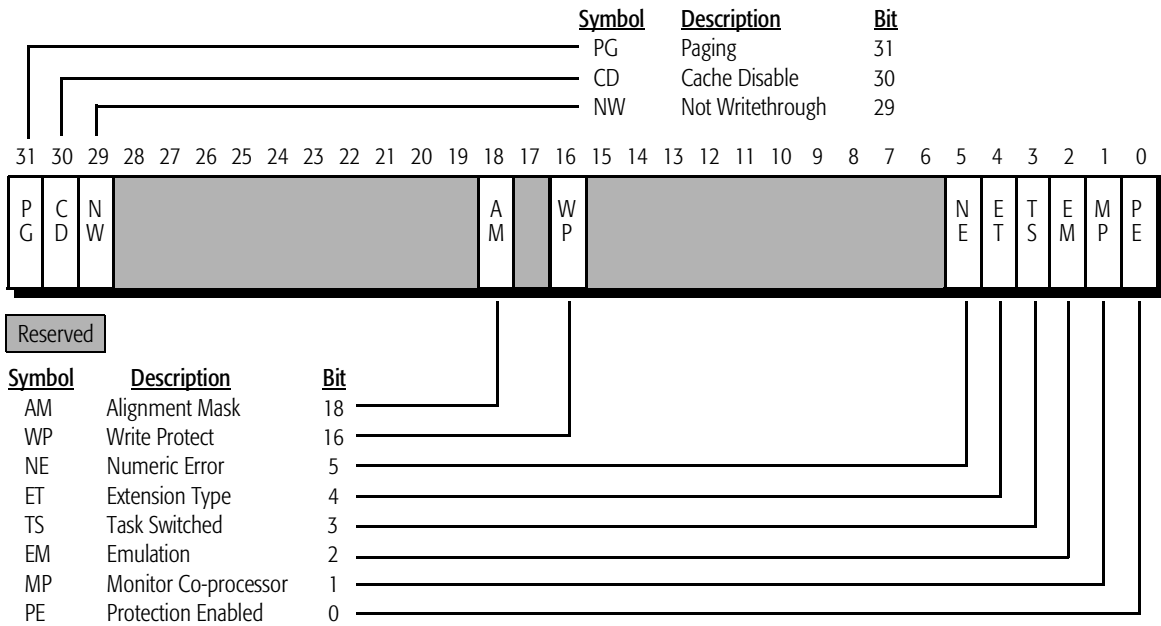 Symbol Description Bit
PG Paging 31
CD Cache Disable 30
NW Not Writethrough 29
31 30 29 28 27 26 25 24 23 22 21 20 19 18 17 16 15 14 13 12 11 10 9 8 7 6 5 4 3 2 1 0
P C N A W N E T E M P
G D W M P E T S M P E
Reserved
Symbol Description Bit
AM Alignment Mask 18
WP Write Protect 16
NE Numeric Error 5
ET Extension Type 4
TS Task Switched 3
EM Emulation 2
MP Monitor Co-processor 1
PE Protection Enabled 0